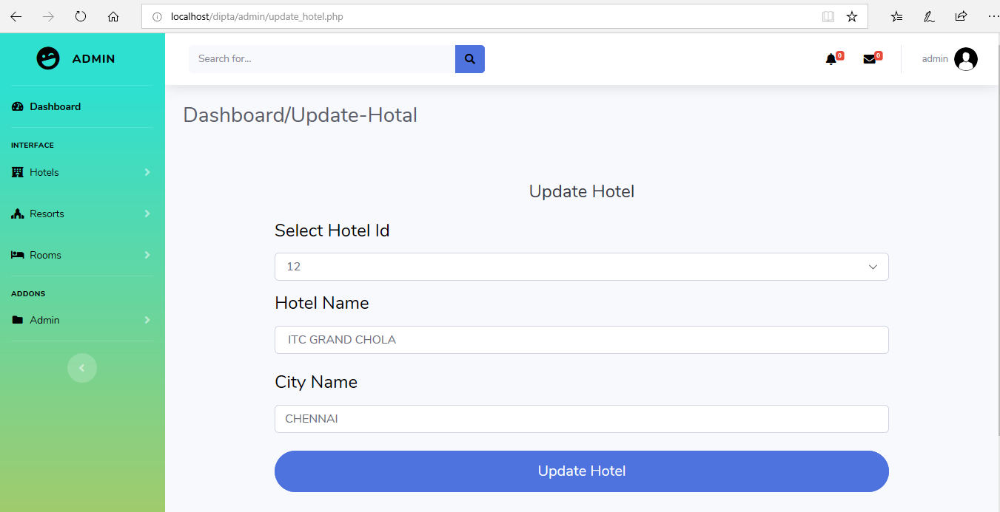 localhost/dipta/admin/update_hotel.php
ADMIN
Search for...
0
0
admin
Dashboard
INTERFACE
Hotels
Resorts
Rooms
ADDONS
Admin
Dashboard/Update-Hotal
Update Hotel
Select Hotel Id
12
Hotel Name
ITC GRAND CHOLA
City Name
CHENNAI
Update Hotel